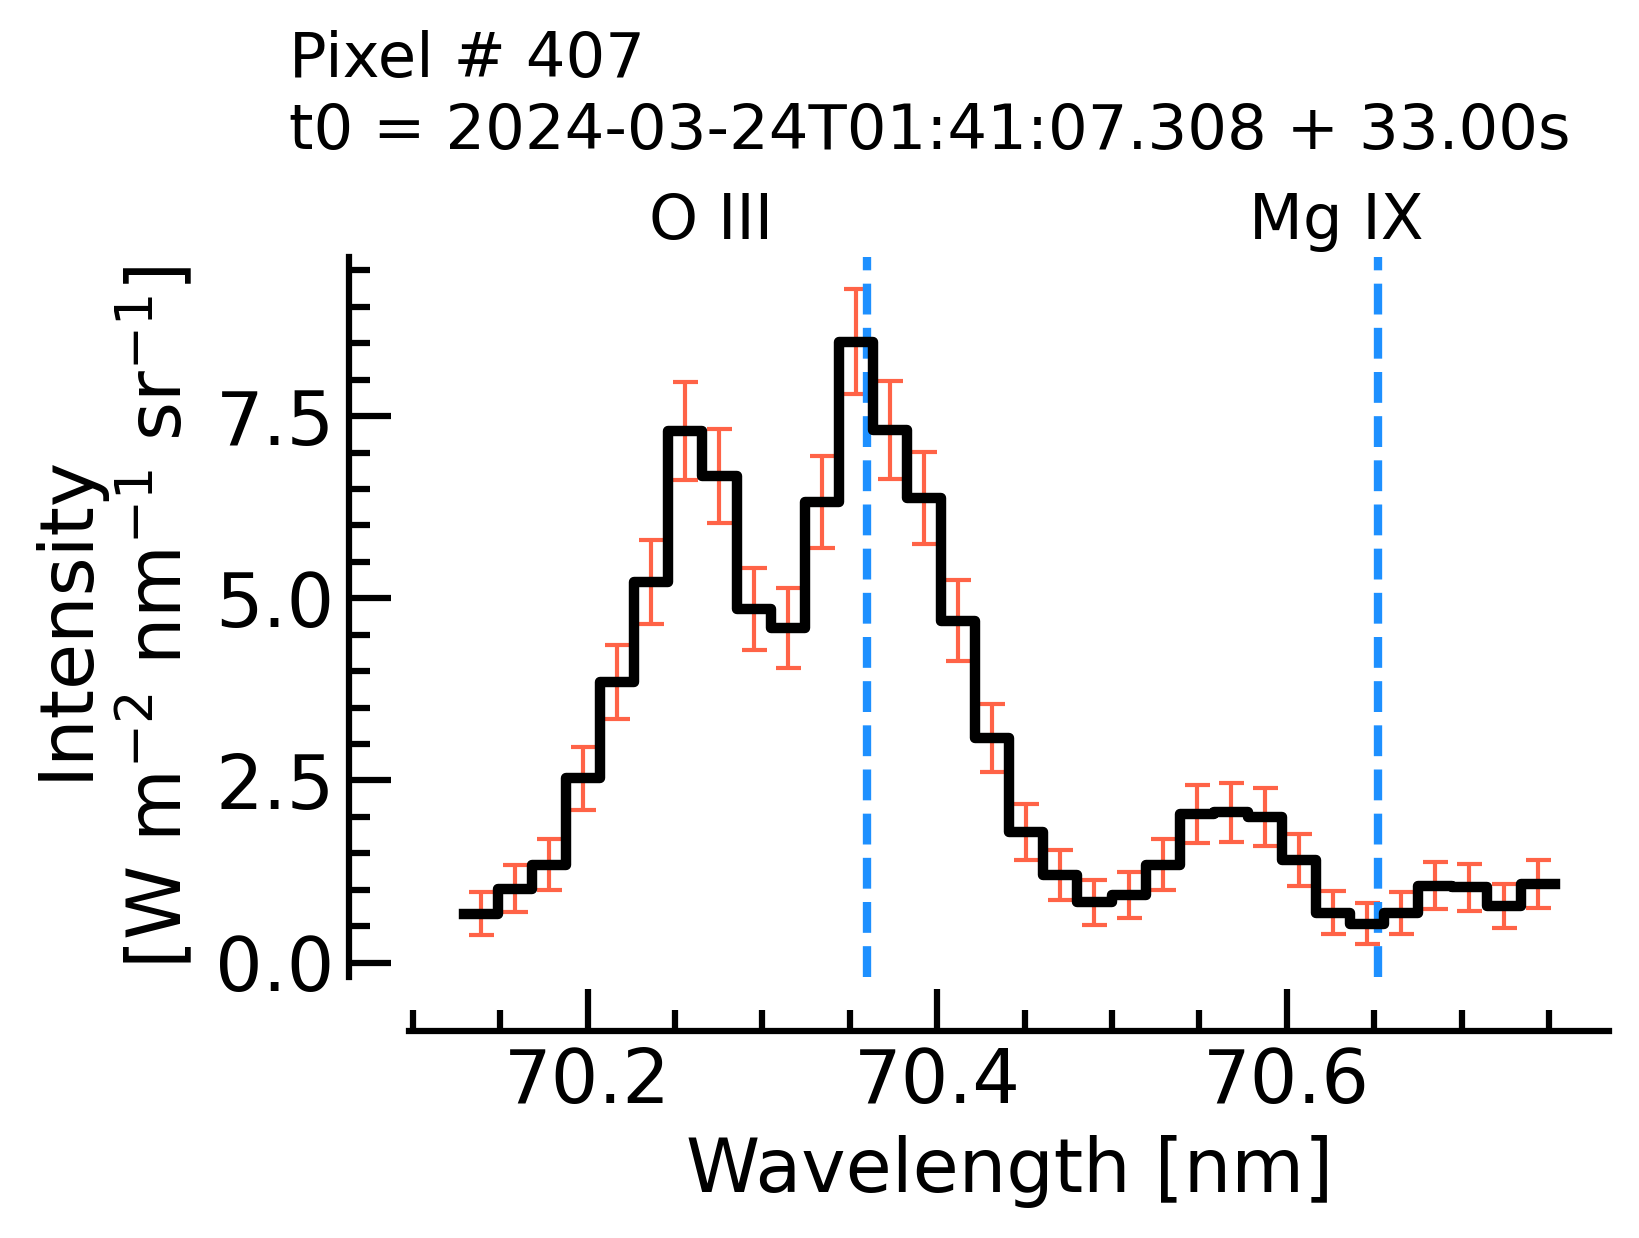 Pixel # 407
t0 = 2024-03-24T01:41:07.308 + 33.00s
O III Mg IX
Intensity
[W m⁻² nm⁻¹ sr⁻¹]
7.5
5.0
2.5
0.0
70.2 70.4 70.6
Wavelength [nm]